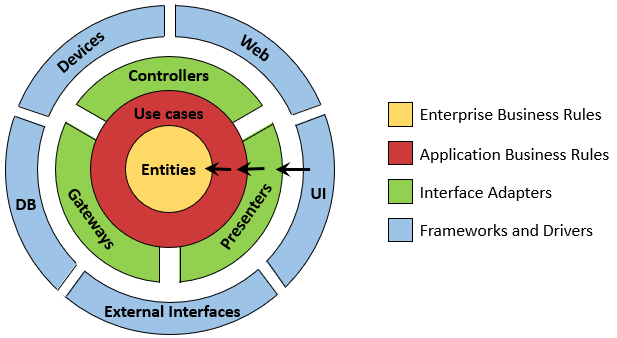 Devices
Web
Controllers
Use cases
Entities
DB
UI
Gateways
Presenters
External Interfaces
Enterprise Business Rules
Application Business Rules
Interface Adapters
Frameworks and Drivers